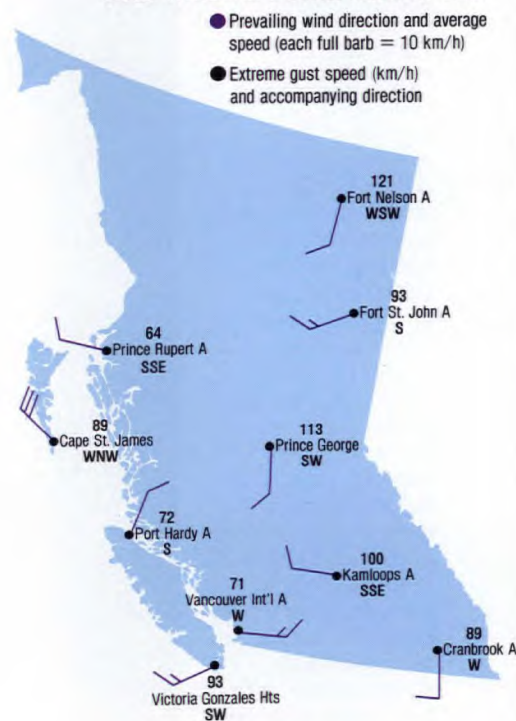 Prevailing wind direction and average
speed (each full barb = 10 km/h)
Extreme gust speed (km/h)
and accompanying direction
121
Fort Nelson A
WSW
93
Fort St. John A
S
64
Prince Rupert A
SSE
89
Cape St. James
WNW
113
Prince George
SW
72
Port Hardy A
S
100
Kamloops A
SSE
71
Vancouver Int'l A
W
89
Cranbrook A
W
93
Victoria Gonzales Hts
SW